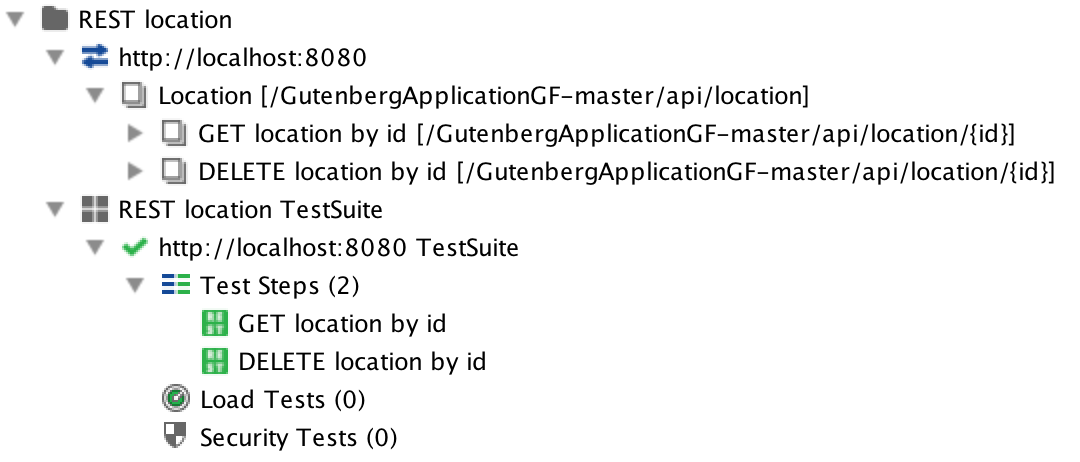 REST location
http://localhost:8080
Location [/GutenbergApplicationGF-master/api/location]
GET location by id [/GutenbergApplicationGF-master/api/location/{id}]
DELETE location by id [/GutenbergApplicationGF-master/api/location/{id}]
REST location TestSuite
http://localhost:8080 TestSuite
Test Steps (2)
REST GET location by id
REST DELETE location by id
Load Tests (0)
Security Tests (0)